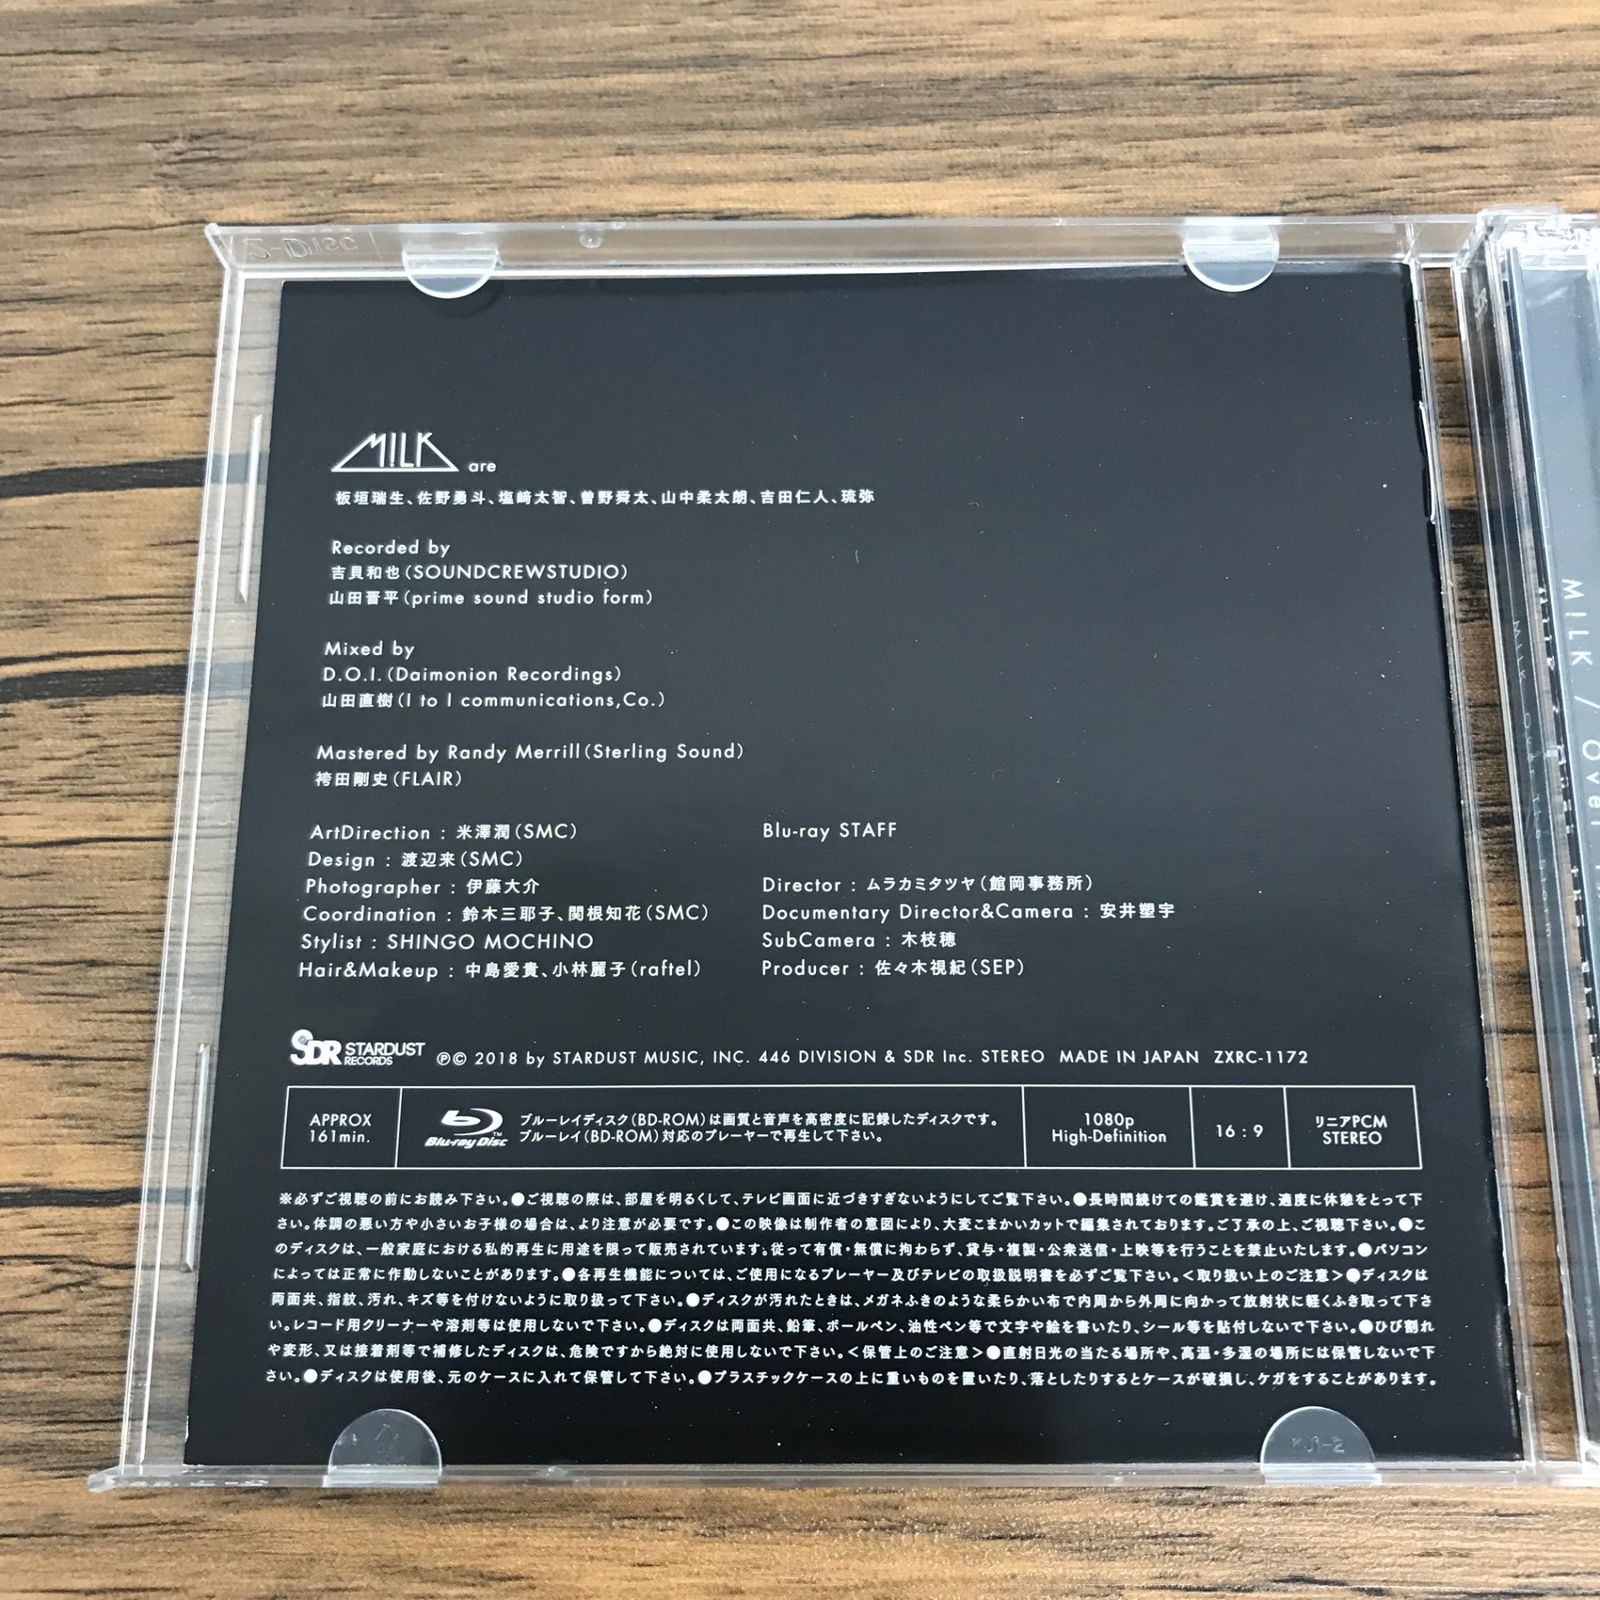 2-Disc
M!LK are
板垣瑞生、佐野勇斗、塩﨑太智、曽野舜太、山中柔太朗、吉田仁人、琉弥
Recorded by
吉貝和也(SOUNDCREWSTUDIO)
山田晋平(prime sound studio form)
Mixed by
D.O.I.(Daimonion Recordings)
山田直樹(I to I communications,Co.)
Mastered by Randy Merrill(Sterling Sound)
袴田剛史(FLAIR)
ArtDirection : 米澤潤(SMC)
Design : 渡辺来(SMC)
Photographer : 伊藤大介
Coordination : 鈴木三耶子、関根知花(SMC)
Stylist : SHINGO MOCHINO
Hair&Makeup : 中島愛貴、小林麗子(raftel)
Blu-ray STAFF
Director : ムラカミタツヤ(館岡事務所)
Documentary Director&Camera : 安井塑宇
SubCamera : 木枝穂
Producer : 佐々木視紀(SEP)
SDR STARDUST RECORDS ℗© 2018 by STARDUST MUSIC, INC. 446 DIVISION & SDR Inc. STEREO MADE IN JAPAN ZXRC-1172
APPROX
161min.
Blu-ray Disc™
ブルーレイディスク(BD-ROM)は画質と音声を高密度に記録したディスクです。
ブルーレイ(BD-ROM)対応のプレーヤーで再生して下さい。
1080p
High-Definition
16 : 9
リニアPCM
STEREO
※必ずご視聴の前にお読み下さい。●ご視聴の際は、部屋を明るくして、テレビ画面に近づきすぎないようにしてご覧下さい。●長時間続けての鑑賞を避け、適度に休憩をとって下
さい。体調の悪い方や小さいお子様の場合は、より注意が必要です。●この映像は制作者の意図により、大変こまかいカットで編集されております。ご了承の上、ご視聴下さい。●こ
のディスクは、一般家庭における私的再生に用途を限って販売されています。従って有償・無償に拘わらず、貸与・複製・公衆送信・上映等を行うことを禁止いたします。●パソコン
によっては正常に作動しないことがあります。●各再生機能については、ご使用になるプレーヤー及びテレビの取扱説明書を必ずご覧下さい。<取り扱い上のご注意>●ディスクは
両面共、指紋、汚れ、キズ等を付けないように取り扱って下さい。●ディスクが汚れたときは、メガネふきのような柔らかい布で内周から外周に向かって放射状に軽くふき取って下さ
い。レコード用クリーナーや溶剤等は使用しないで下さい。●ディスクは両面共、鉛筆、ボールペン、油性ペン等で文字や絵を書いたり、シール等を貼付しないで下さい。●ひび割れ
や変形、又は接着剤等で補修したディスクは、危険ですから絶対に使用しないで下さい。<保管上のご注意>●直射日光の当たる場所や、高温・多湿の場所には保管しないで下
さい。●ディスクは使用後、元のケースに入れて保管して下さい。●プラスチックケースの上に重いものを置いたり、落としたりするとケースが破損し、ケガをすることがあります。
M!LK / Over